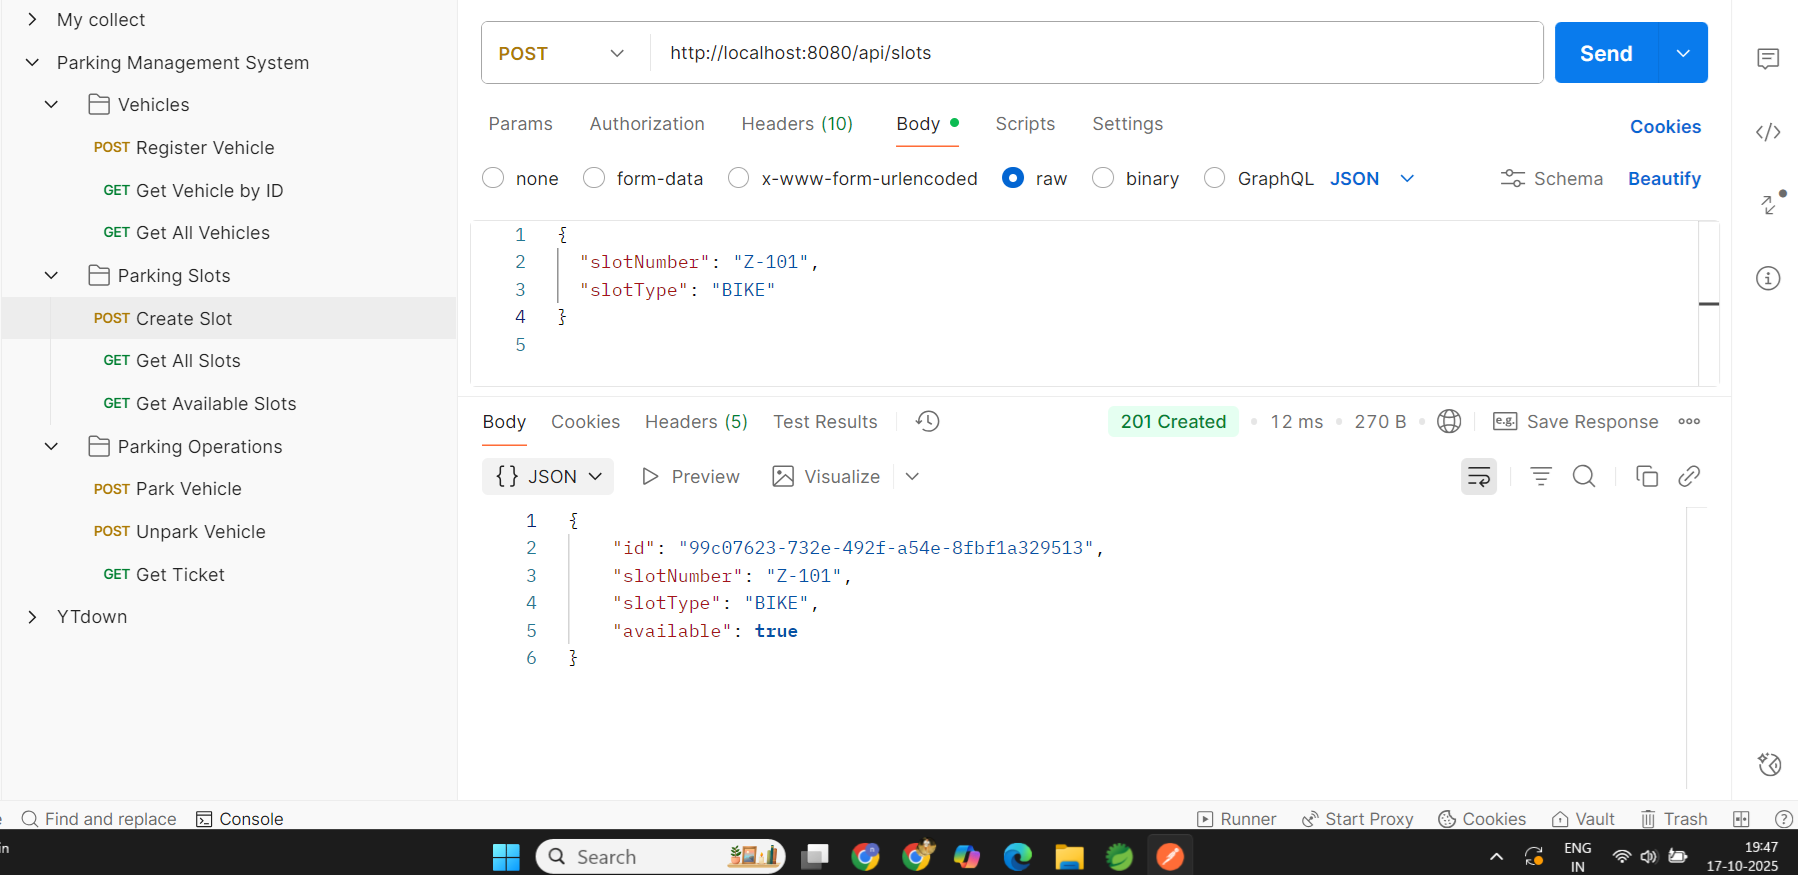 My collect
Parking Management System
Vehicles
POST Register Vehicle
GET Get Vehicle by ID
GET Get All Vehicles
Parking Slots
POST Create Slot
GET Get All Slots
GET Get Available Slots
Parking Operations
POST Park Vehicle
POST Unpark Vehicle
GET Get Ticket
YTdown
POST http://localhost:8080/api/slots Send
Params Authorization Headers (10) Body Scripts Settings Cookies
none form-data x-www-form-urlencoded raw binary GraphQL JSON Schema Beautify
1 {
2 "slotNumber": "Z-101",
3 "slotType": "BIKE"
4 }
5
Body Cookies Headers (5) Test Results 201 Created 12 ms 270 B e.g. Save Response
{} JSON Preview Visualize
1 {
2 "id": "99c07623-732e-492f-a54e-8fbf1a329513",
3 "slotNumber": "Z-101",
4 "slotType": "BIKE",
5 "available": true
6 }
Find and replace Console Runner Start Proxy Cookies Vault Trash
in Search ENG 19:47
IN 17-10-2025